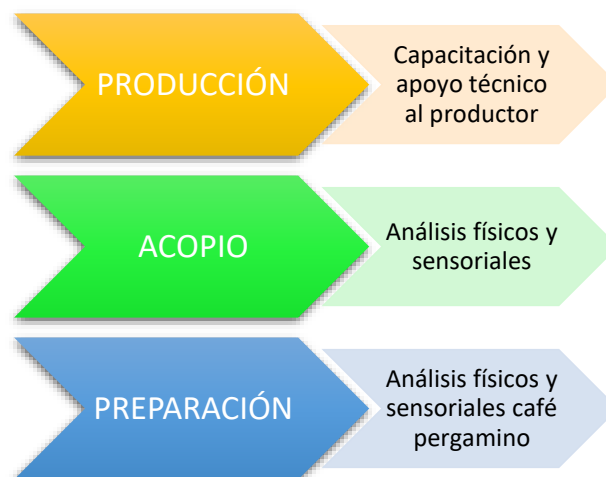 PRODUCCIÓN
Capacitación y
apoyo técnico
al productor
ACOPIO
Análisis físicos y
sensoriales
PREPARACIÓN
Análisis físicos y
sensoriales café
pergamino